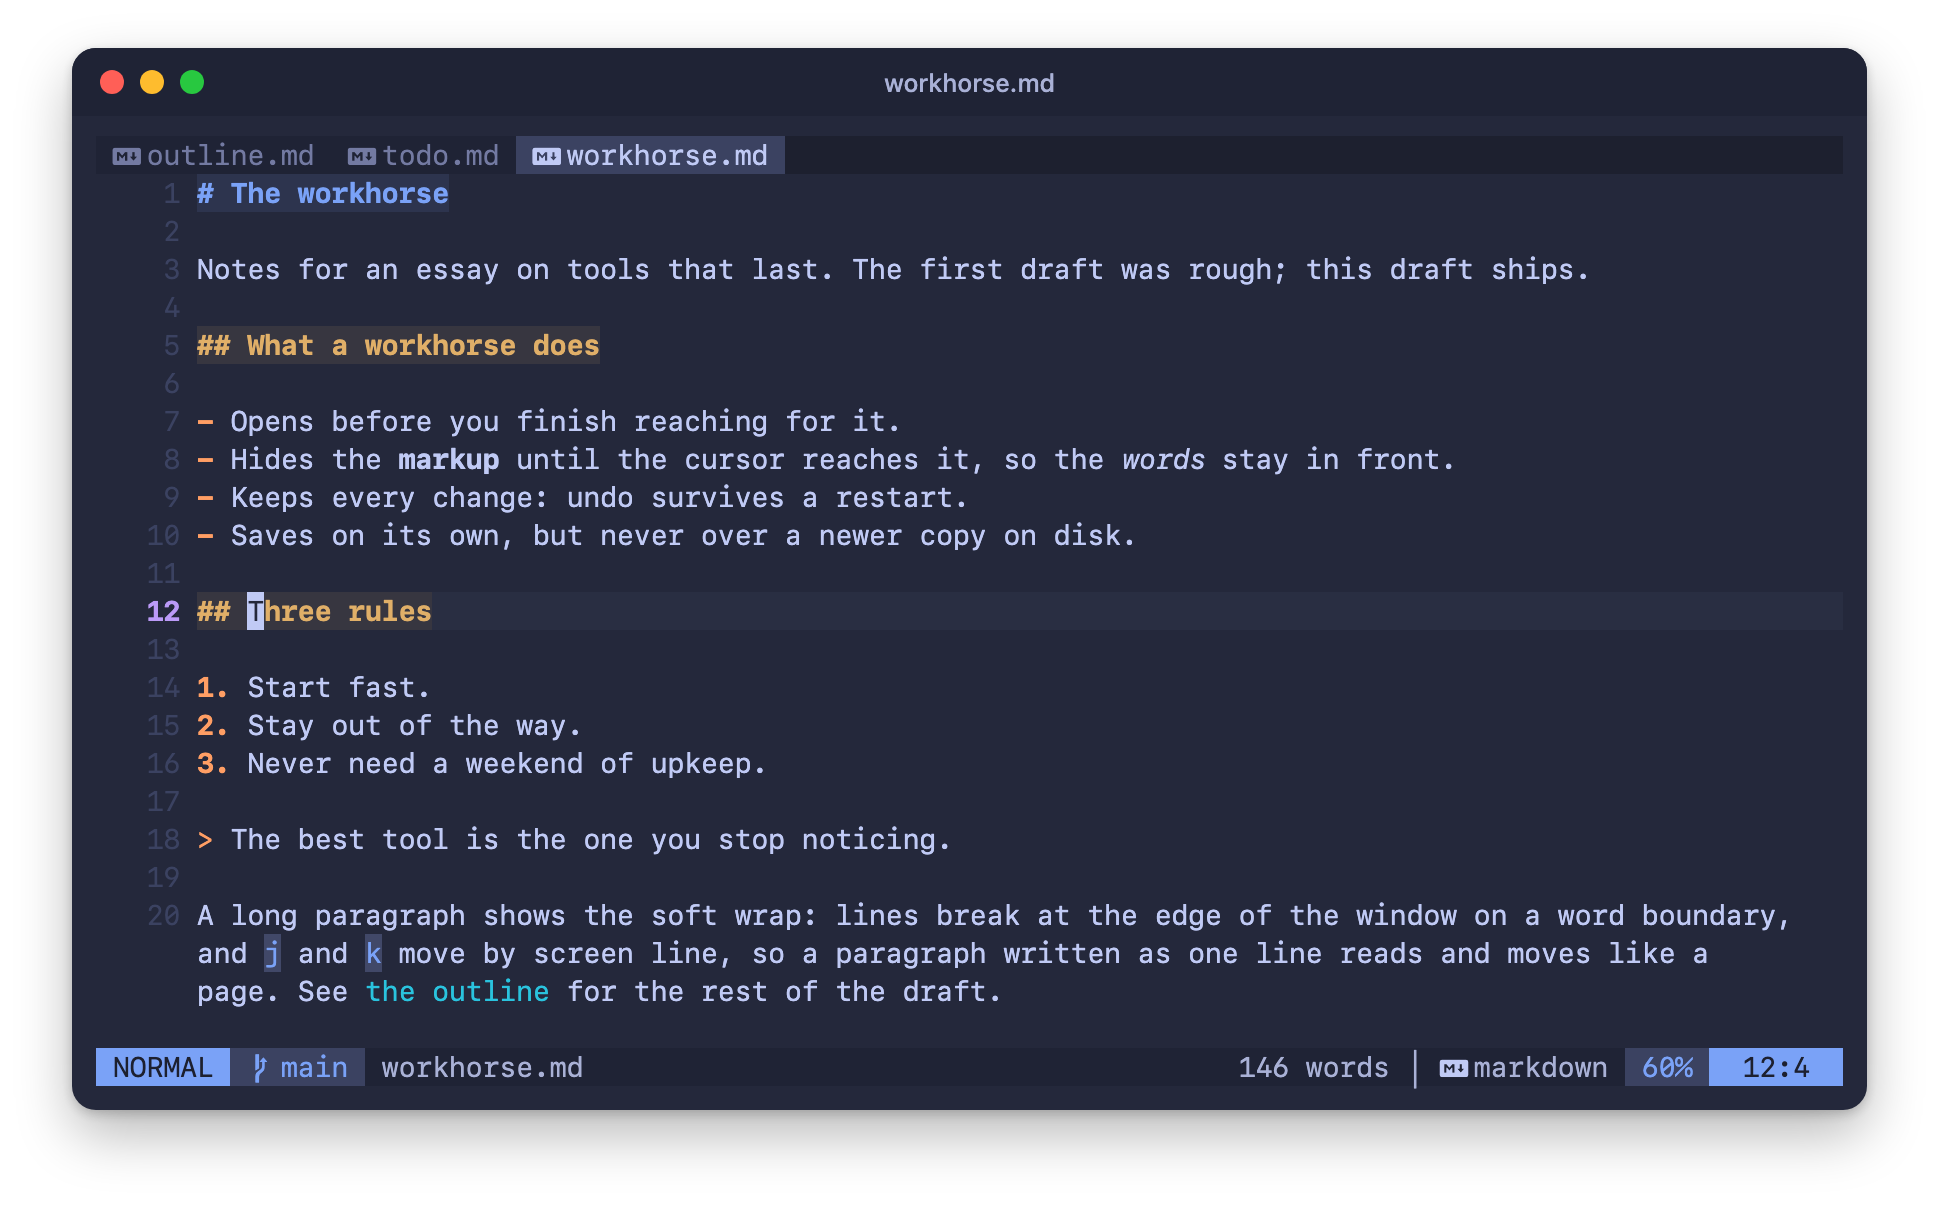 workhorse.md
outline.md todo.md workhorse.md
1 # The workhorse
2
3 Notes for an essay on tools that last. The first draft was rough; this draft ships.
4
5 ## What a workhorse does
6
7 – Opens before you finish reaching for it.
8 – Hides the markup until the cursor reaches it, so the words stay in front.
9 – Keeps every change: undo survives a restart.
10 – Saves on its own, but never over a newer copy on disk.
11
12 ## Three rules
13
14 1. Start fast.
15 2. Stay out of the way.
16 3. Never need a weekend of upkeep.
17
18 > The best tool is the one you stop noticing.
19
20 A long paragraph shows the soft wrap: lines break at the edge of the window on a word boundary,
and j and k move by screen line, so a paragraph written as one line reads and moves like a
page. See the outline for the rest of the draft.
NORMAL main workhorse.md 146 words markdown 60% 12:4